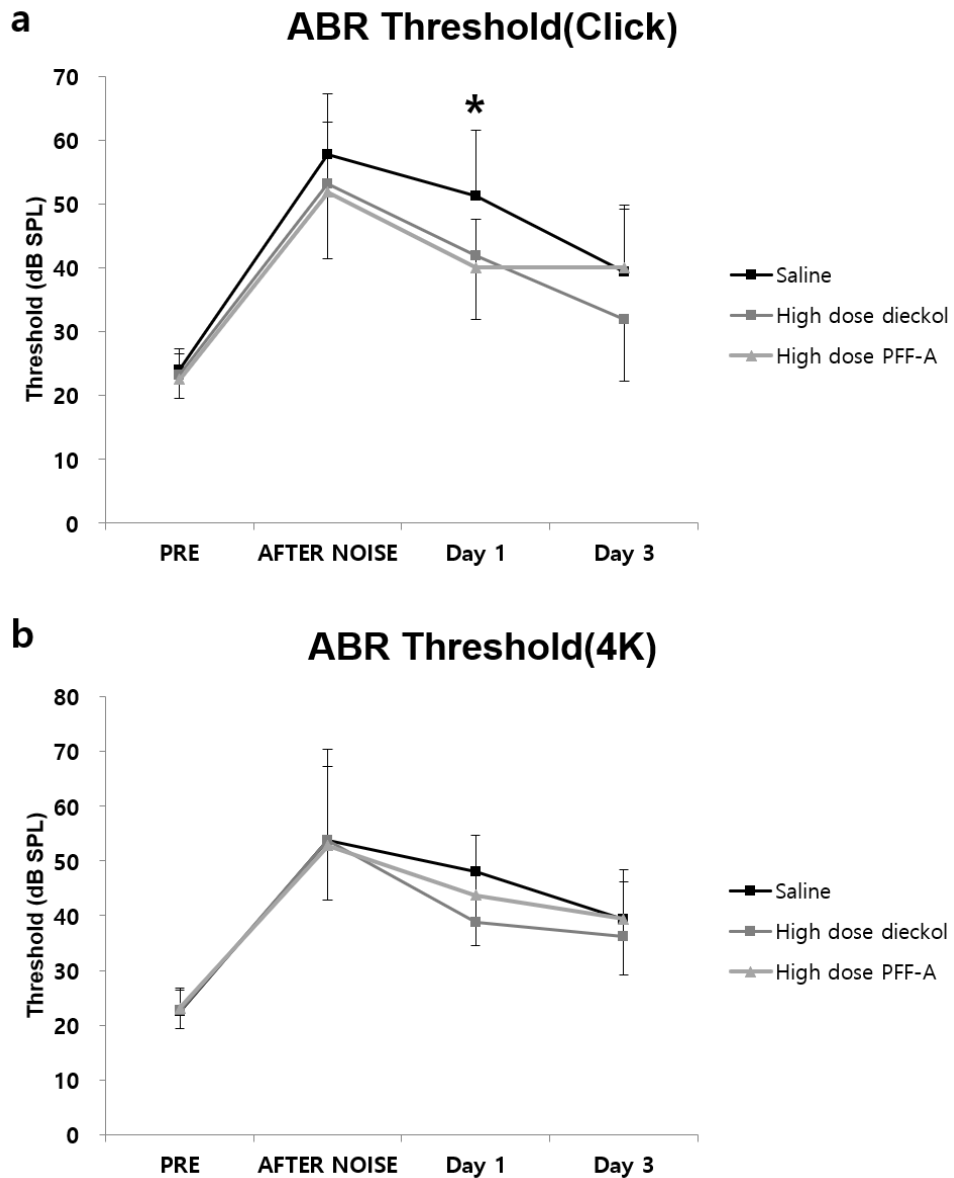 a
ABR Threshold(Click)
Threshold (dB SPL)
70
60
50
40
30
20
10
0
*
PRE
AFTER NOISE
Day 1
Day 3
Saline
High dose dieckol
High dose PFF-A
b
ABR Threshold(4K)
Threshold (dB SPL)
80
70
60
50
40
30
20
10
0
PRE
AFTER NOISE
Day 1
Day 3
Saline
High dose dieckol
High dose PFF-A